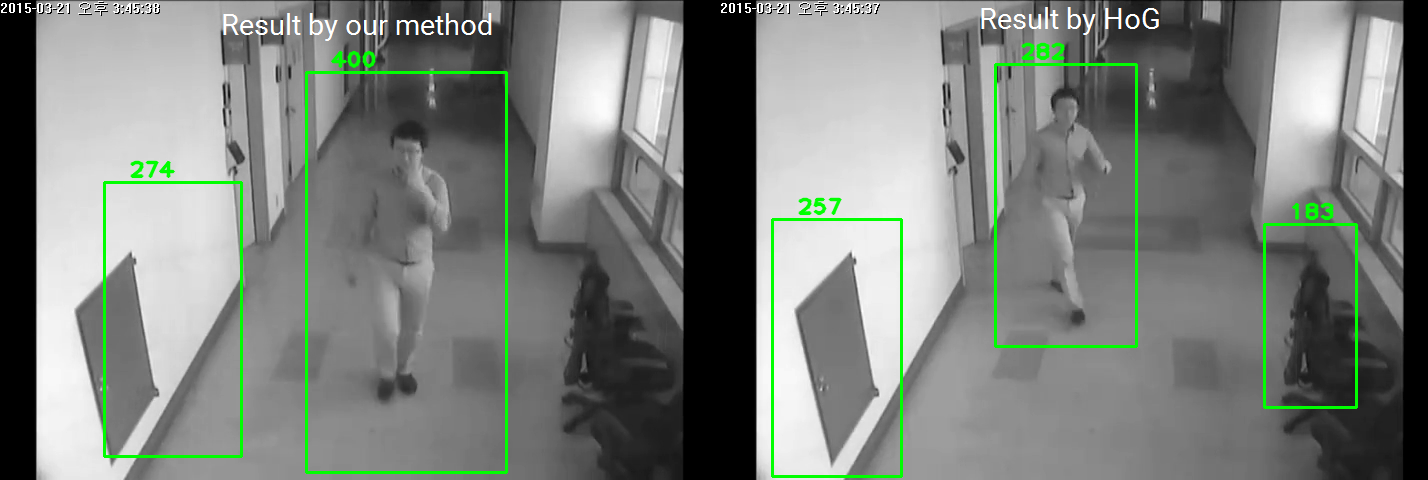 2015-03-21 오후 3:45:38
Result by our method
400
274
2015-03-21 오후 3:45:37
Result by HoG
282
257
183